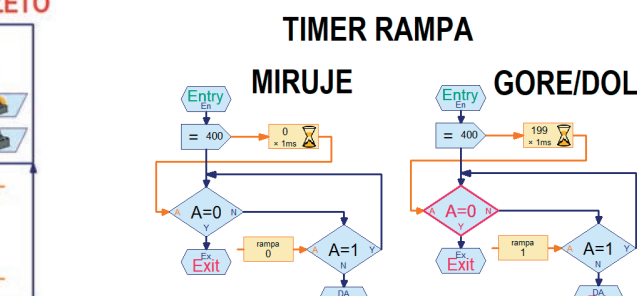 LETO
TIMER RAMPA
MIRUJE
Entry
En
= 400
0
× 1ms
A
A=0
N
Y
Ex.
Exit
rampa
0
A
A=1
Y
N
DA
GORE/DOL
Entry
En
= 400
199
× 1ms
A
A=0
N
Y
Ex.
Exit
rampa
1
A
A=1
Y
N
DA